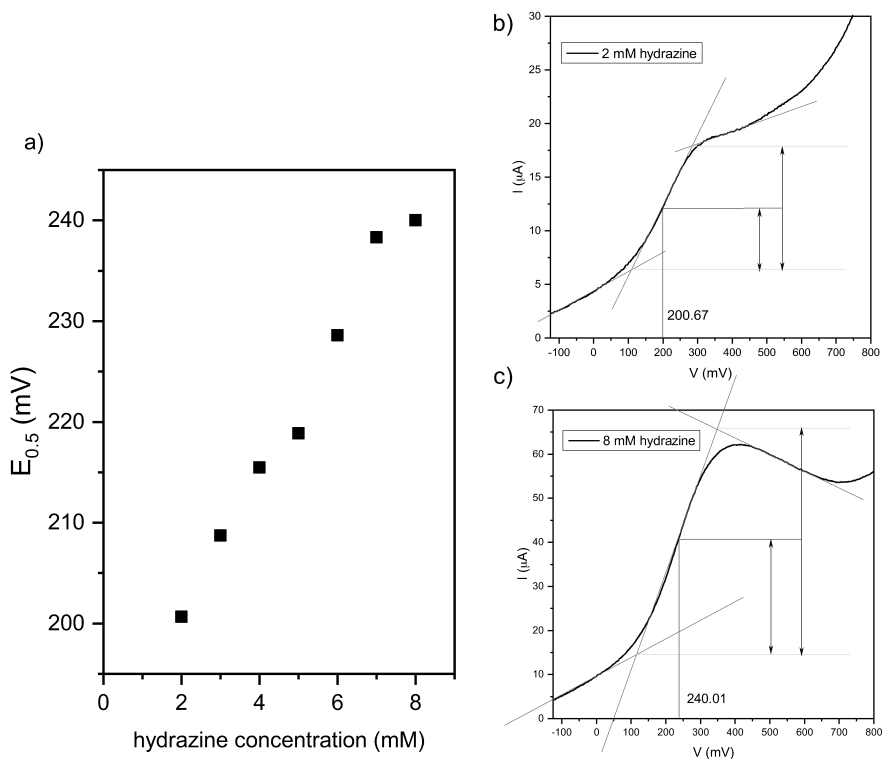 a)
E0.5 (mV)
240
230
220
210
200
0 2 4 6 8
hydrazine concentration (mM)
b)
2 mM hydrazine
I (μA)
30
25
20
15
10
5
0
200.67
-100 0 100 200 300 400 500 600 700 800
V (mV)
c)
8 mM hydrazine
I (μA)
70
60
50
40
30
20
10
0
240.01
-100 0 100 200 300 400 500 600 700 800
V (mV)